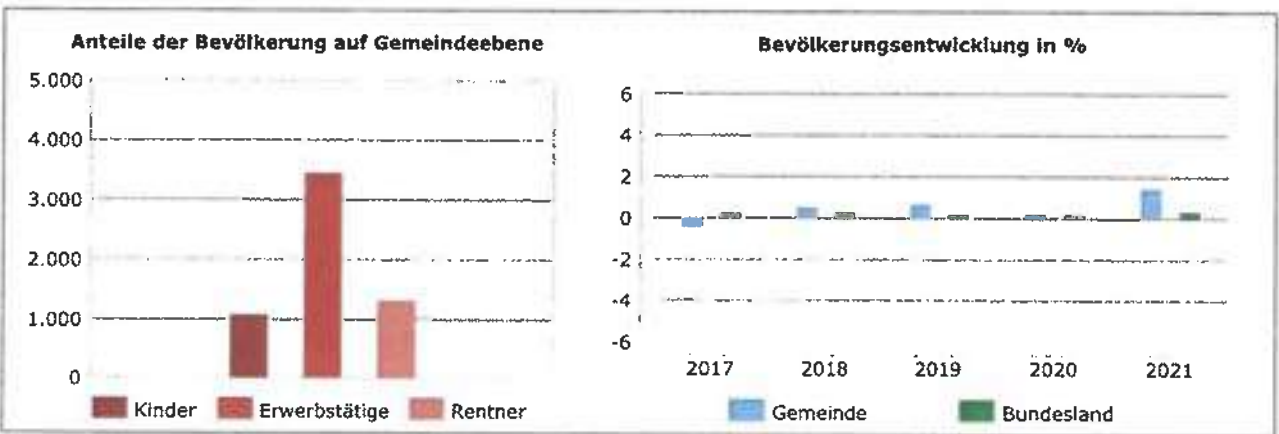 Anteile der Bevölkerung auf Gemeindeebene
5.000
4.000
3.000
2.000
1.000
0
Kinder Erwerbstätige Rentner
Bevölkerungsentwicklung in %
6
4
2
0
-2
-4
-6
2017 2018 2019 2020 2021
Gemeinde Bundesland